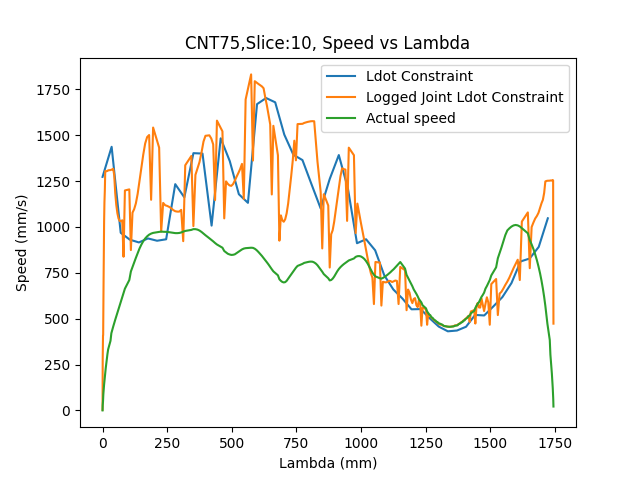 CNT75,Slice:10, Speed vs Lambda
Ldot Constraint
Logged Joint Ldot Constraint
Actual speed
1750
1500
1250
1000
750
500
250
0
Speed (mm/s)
0 250 500 750 1000 1250 1500 1750
Lambda (mm)